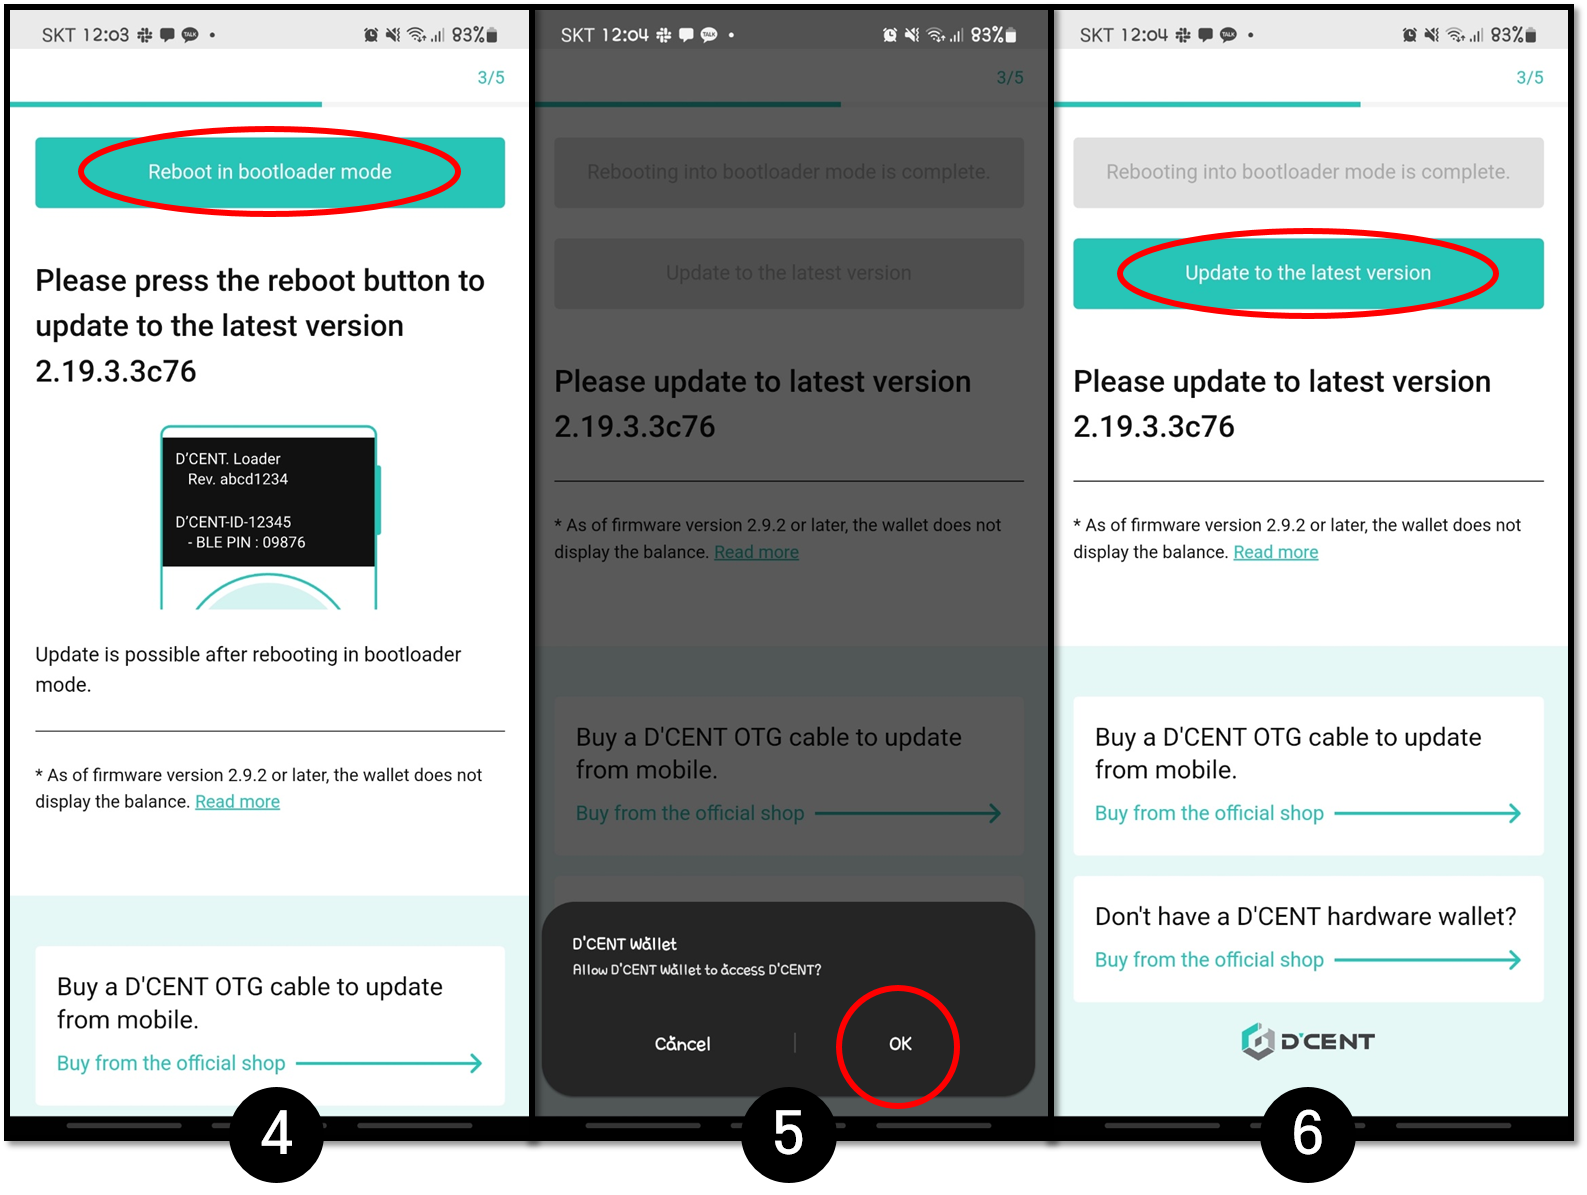 SKT 12:03 TALK 83%
3/5
Reboot in bootloader mode
Please press the reboot button to
update to the latest version
2.19.3.3c76
D'CENT. Loader
Rev. abcd1234
D'CENT-ID-12345
- BLE PIN : 09876
Update is possible after rebooting in bootloader
mode.
* As of firmware version 2.9.2 or later, the wallet does not
display the balance. Read more
Buy a D'CENT OTG cable to update
from mobile.
Buy from the official shop
4
SKT 12:04 TALK 83%
3/5
Rebooting into bootloader mode is complete.
Update to the latest version
Please update to latest version
2.19.3.3c76
* As of firmware version 2.9.2 or later, the wallet does not
display the balance. Read more
Buy a D'CENT OTG cable to update
from mobile.
Buy from the official shop
D'CENT Wallet
Allow D'CENT Wallet to access D'CENT?
Cancel
OK
5
SKT 12:04 TALK 83%
3/5
Rebooting into bootloader mode is complete.
Update to the latest version
Please update to latest version
2.19.3.3c76
* As of firmware version 2.9.2 or later, the wallet does not
display the balance. Read more
Buy a D'CENT OTG cable to update
from mobile.
Buy from the official shop
Don't have a D'CENT hardware wallet?
Buy from the official shop
D'CENT
6